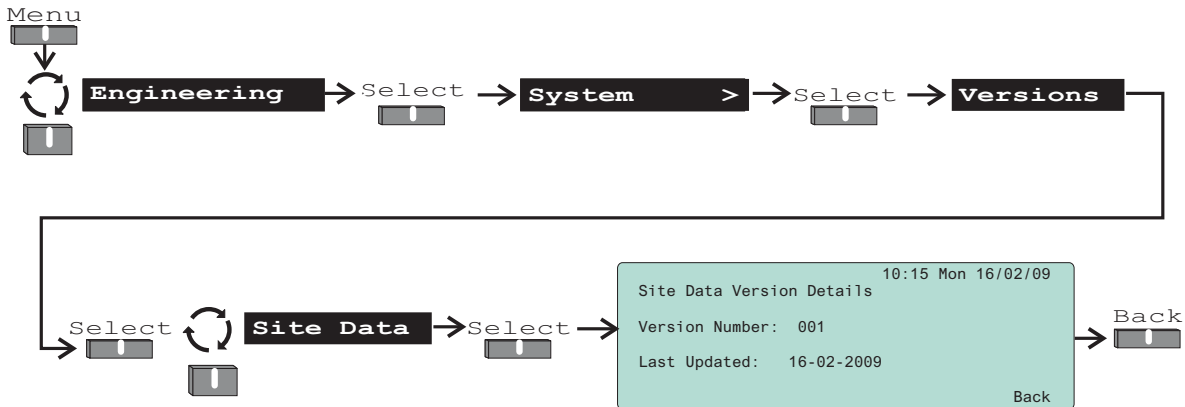 Menu
Engineering
Select
System >
Select
Versions
Select
Site Data
Select
10:15 Mon 16/02/09
Site Data Version Details
Version Number: 001
Last Updated: 16-02-2009
Back
Back